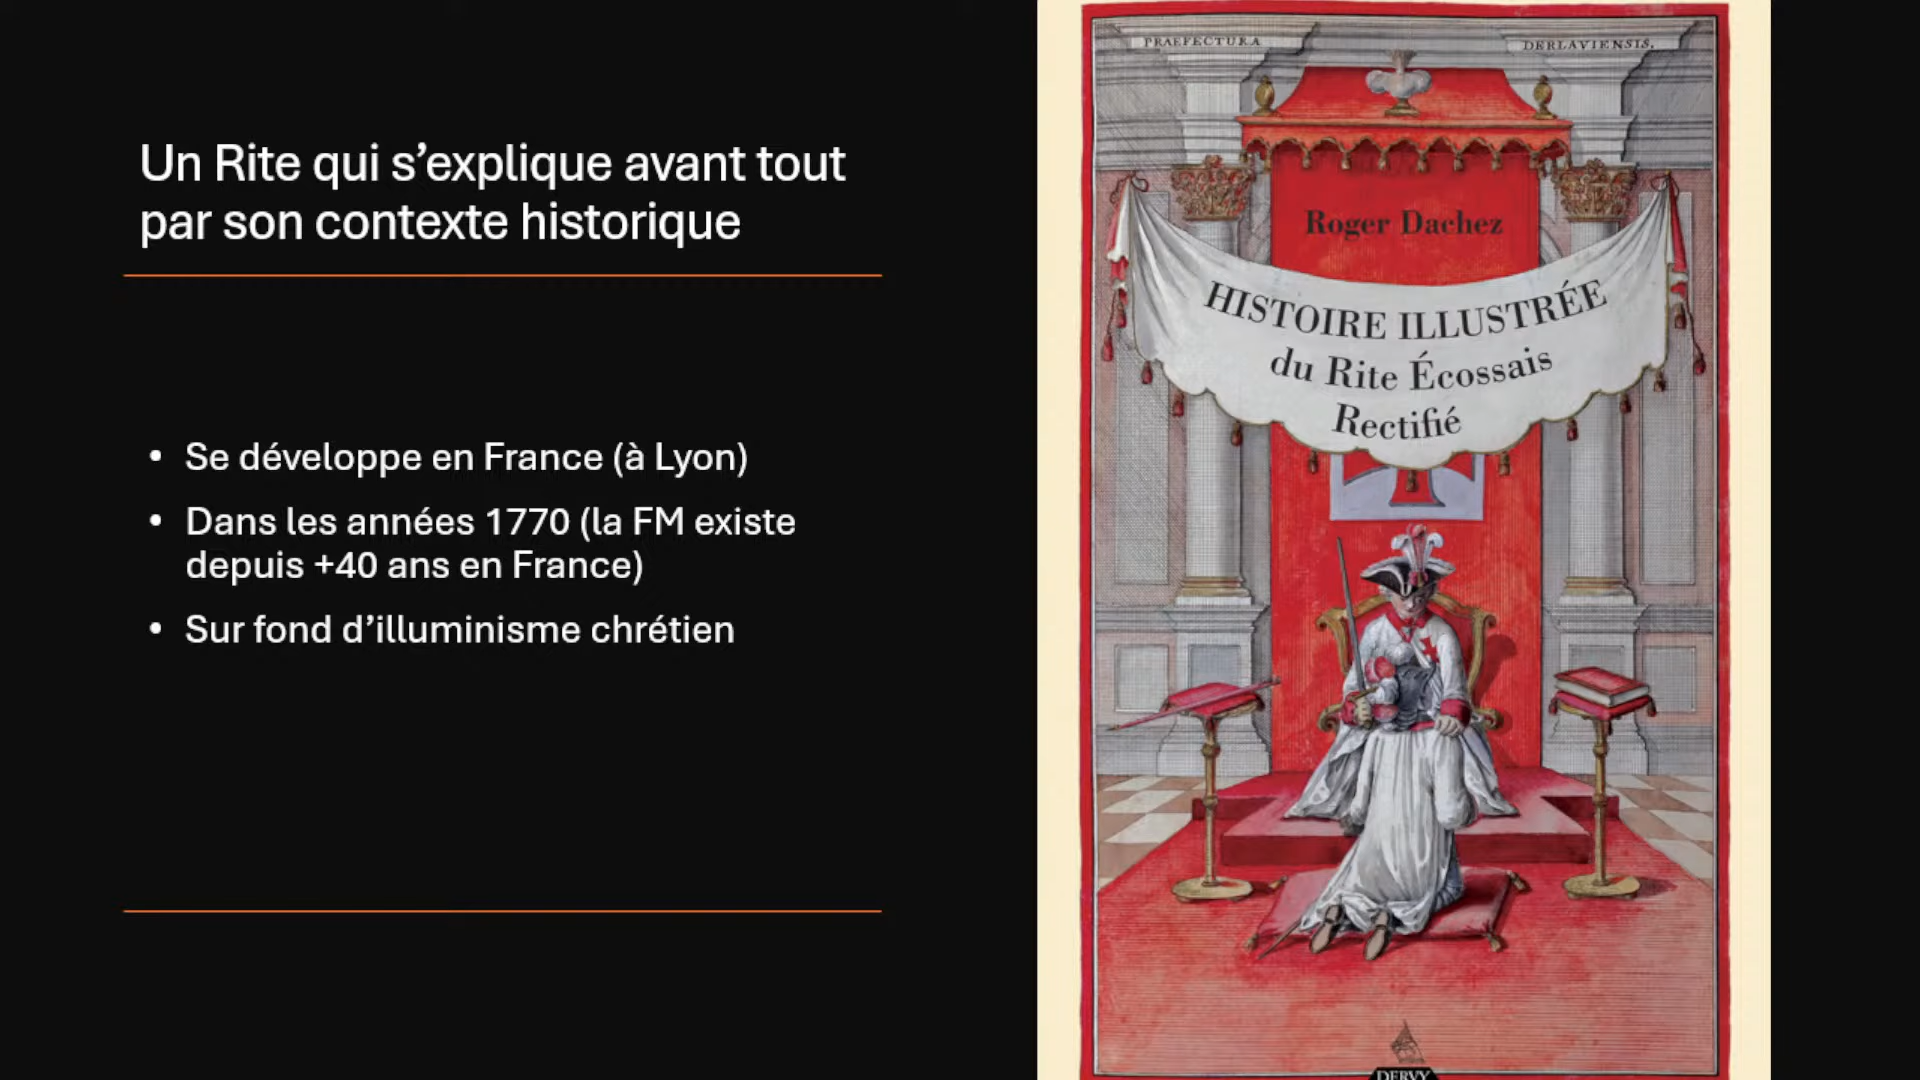 Un Rite qui s’explique avant tout
par son contexte historique
• Se développe en France (à Lyon)
• Dans les années 1770 (la FM existe
depuis +40 ans en France)
• Sur fond d’illuminisme chrétien
PRAEFECTURA
DERLAVIENSIS.
Roger Dachez
HISTOIRE ILLUSTRÉE
du Rite Écossais
Rectifié
DERVY